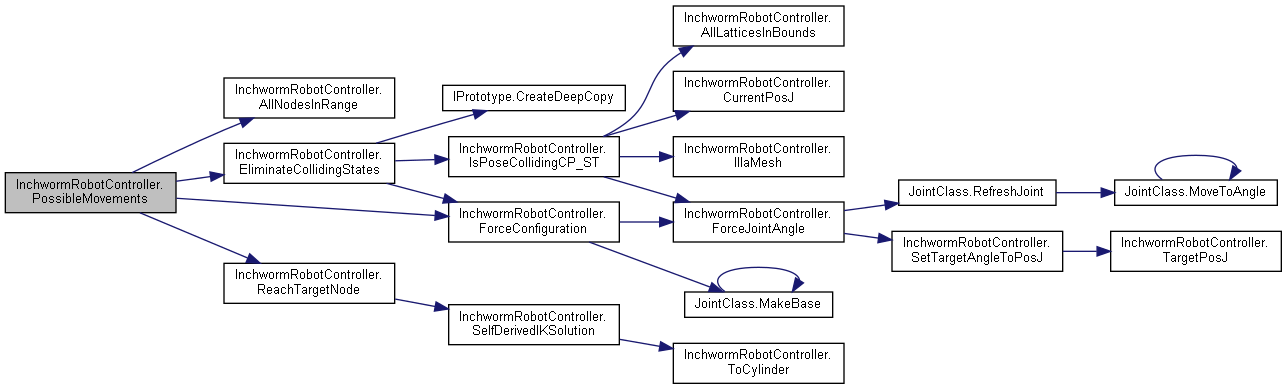 InchwormRobotController.
PossibleMovements
InchwormRobotController.
AllNodesInRange
InchwormRobotController.
EliminateCollidingStates
InchwormRobotController.
ReachTargetNode
IPrototype.CreateDeepCopy
InchwormRobotController.
IsPoseCollidingCP_ST
InchwormRobotController.
ForceConfiguration
InchwormRobotController.
SelfDerivedIKSolution
InchwormRobotController.
AllLatticesInBounds
InchwormRobotController.
CurrentPosJ
InchwormRobotController.
IllaMesh
InchwormRobotController.
ForceJointAngle
JointClass.MakeBase
InchwormRobotController.
ToCylinder
JointClass.RefreshJoint
InchwormRobotController.
SetTargetAngleToPosJ
JointClass.MoveToAngle
InchwormRobotController.
TargetPosJ